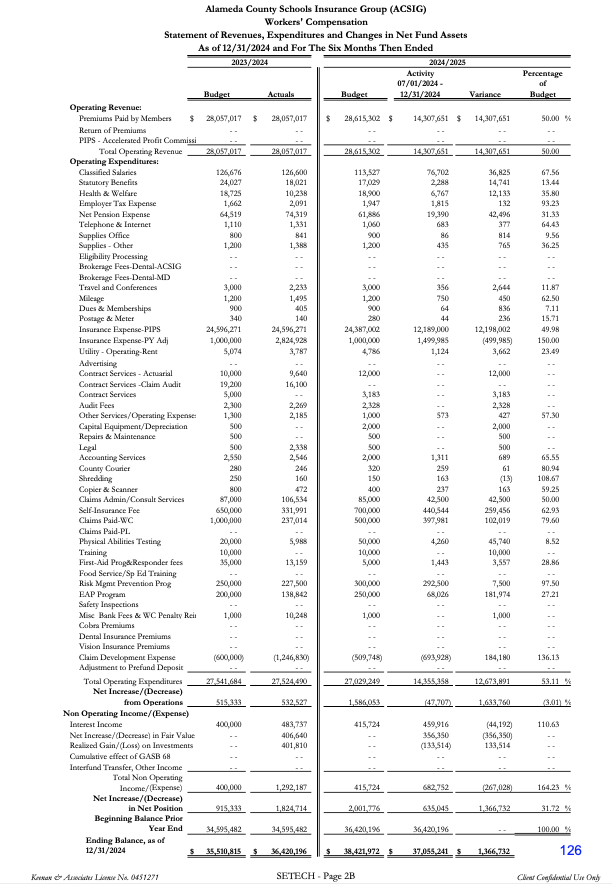 Alameda County Schools Insurance Group (ACSIG)
Workers' Compensation
Statement of Revenues, Expenditures and Changes in Net Fund Assets
As of 12/31/2024 and For The Six Months Then Ended
2023/2024 2024/2025
Activity Percentage
07/01/2024 - of
Budget Actuals Budget 12/31/2024 Variance Budget
Operating Revenue:
Premiums Paid by Members $ 28,057,017 $ 28,057,017 $ 28,615,302 $ 14,307,651 $ 14,307,651 50.00 %
Return of Premiums - - - - - - - - - -
PIPS - Accelerated Profit Commissi - - - - - - - - - -
Total Operating Revenue 28,057,017 28,057,017 28,615,302 14,307,651 14,307,651 50.00
Operating Expenditures:
Classified Salaries 126,676 126,600 113,527 76,702 36,825 67.56
Statutory Benefits 24,027 18,021 17,029 2,288 14,741 13.44
Health & Welfare 18,725 10,238 18,900 6,767 12,133 35.80
Employer Tax Expense 1,662 2,091 1,947 1,815 132 93.23
Net Pension Expense 64,519 74,319 61,886 19,390 42,496 31.33
Telephone & Internet 1,110 1,331 1,060 683 377 64.43
Supplies Office 800 841 900 86 814 9.56
Supplies - Other 1,200 1,388 1,200 435 765 36.25
Eligibility Processing - - - - - - - - - -
Brokerage Fees-Dental-ACSIG - - - - - - - - - -
Brokerage Fees-Dental-MD - - - - - - - - - -
Travel and Conferences 3,000 2,233 3,000 356 2,644 11.87
Mileage 1,200 1,495 1,200 750 450 62.50
Dues & Memberships 900 405 900 64 836 7.11
Postage & Meter 340 140 280 44 236 15.71
Insurance Expense-PIPS 24,596,271 24,596,271 24,387,002 12,189,000 12,198,002 49.98
Insurance Expense-PY Adj 1,000,000 2,824,928 1,000,000 1,499,985 (499,985) 150.00
Utility - Operating-Rent 5,074 3,787 4,786 1,124 3,662 23.49
Advertising - - - - - - - - - -
Contract Services - Actuarial 10,000 9,640 12,000 - - 12,000 - -
Contract Services -Claim Audit 19,200 16,100 - - - - - - - -
Contract Services 5,000 - - 3,183 - - 3,183 - -
Audit Fees 2,300 2,269 2,328 - - 2,328 - -
Other Services/Operating Expense: 1,300 2,185 1,000 573 427 57.30
Capital Equipment/Depreciation 500 - - 2,000 - - 2,000 - -
Repairs & Maintenance 500 - - 500 - - 500 - -
Legal 500 2,338 500 - - 500 - -
Accounting Services 2,550 2,546 2,000 1,311 689 65.55
County Courier 280 246 320 259 61 80.94
Shredding 250 160 150 163 (13) 108.67
Copier & Scanner 800 472 400 237 163 59.25
Claims Admin/Consult Services 87,000 106,534 85,000 42,500 42,500 50.00
Self-Insurance Fee 650,000 331,991 700,000 440,544 259,456 62.93
Claims Paid-WC 1,000,000 237,014 500,000 397,981 102,019 79.60
Claims Paid-PL - - - - - - - - - -
Physical Abilities Testing 20,000 5,988 50,000 4,260 45,740 8.52
Training 10,000 - - 10,000 - - 10,000 - -
First-Aid Prog&Responder fees 35,000 13,159 5,000 1,443 3,557 28.86
Food Service/Sp Ed Training - - - - - - - - - -
Risk Mgmt Prevention Prog 250,000 227,500 300,000 292,500 7,500 97.50
EAP Program 200,000 138,842 250,000 68,026 181,974 27.21
Safety Inspections - - - - - - - - - -
Misc Bank Fees & WC Penalty Rei 1,000 10,248 1,000 - - 1,000 - -
Cobra Premiums - - - - - - - - - -
Dental Insurance Premiums - - - - - - - - - -
Vision Insurance Premiums - - - - - - - - - -
Claim Development Expense (600,000) (1,246,830) (509,748) (693,928) 184,180 136.13
Adjustment to Prefund Deposit - - - - - - - - - -
Total Operating Expenditures 27,541,684 27,524,490 27,029,249 14,355,358 12,673,891 53.11 %
Net Increase/(Decrease)
from Operations 515,333 532,527 1,586,053 (47,707) 1,633,760 (3.01) %
Non Operating Income/(Expense)
Interest Income 400,000 483,737 415,724 459,916 (44,192) 110.63
Net Increase/(Decrease) in Fair Value - - 406,640 - - 356,350 (356,350) - -
Realized Gain/(Loss) on Investments - - 401,810 - - (133,514) 133,514 - -
Cumulative effect of GASB 68 - - - - - - - - - -
Interfund Transfer, Other Income - - - - - - - - - -
Total Non Operating
Income/(Expense) 400,000 1,292,187 415,724 682,752 (267,028) 164.23 %
Net Increase/(Decrease)
in Net Position 915,333 1,824,714 2,001,776 635,045 1,366,732 31.72 %
Beginning Balance Prior
Year End 34,595,482 34,595,482 36,420,196 36,420,196 - - 100.00 %
Ending Balance, as of
12/31/2024 $ 35,510,815 $ 36,420,196 $ 38,421,972 $ 37,055,241 $ 1,366,732
126
Keenan & Associates License No. 0451271 SETECH - Page 2B Client Confidential Use Only